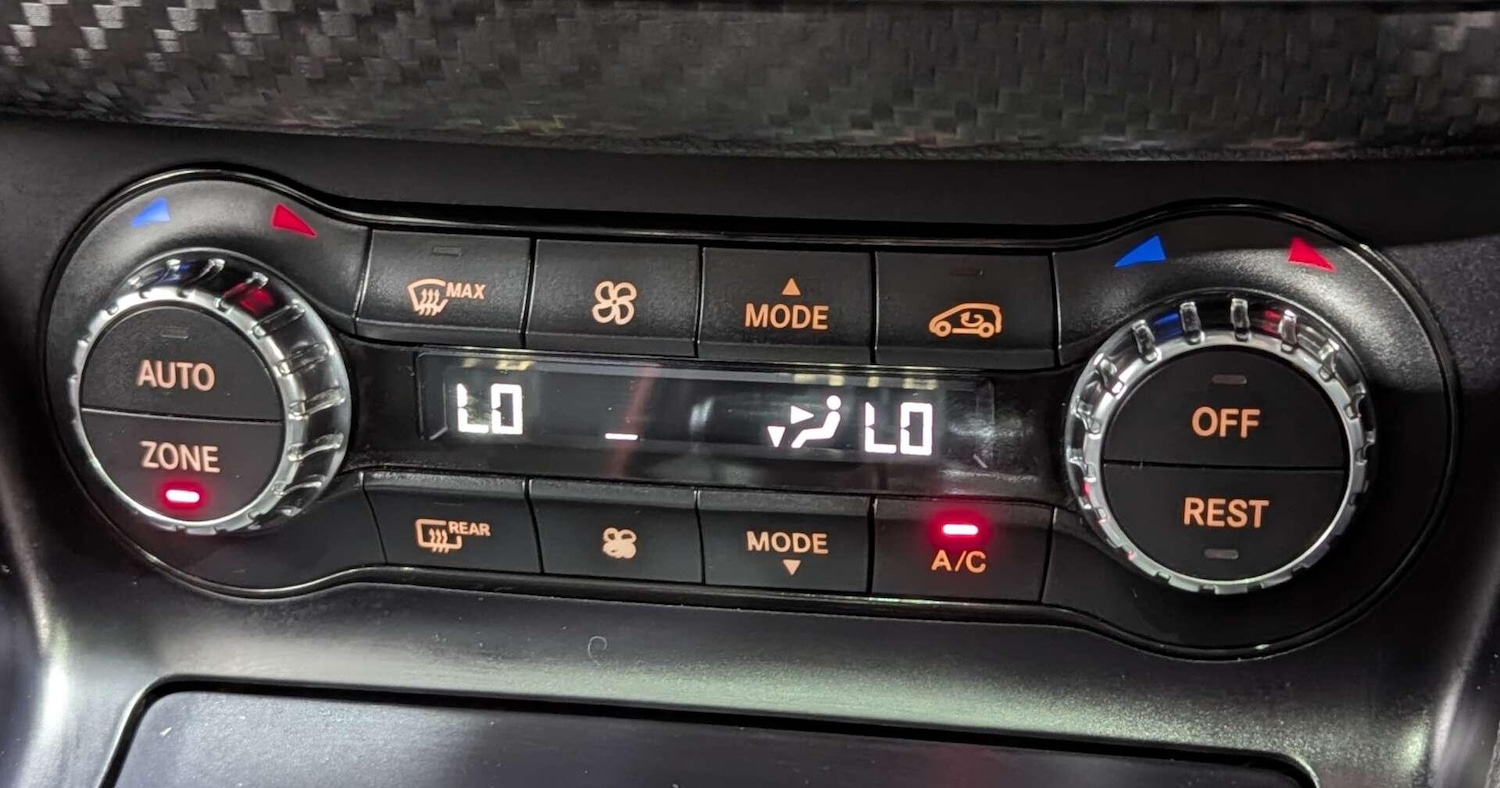 MAX
MODE
AUTO
ZONE
LO
LO
OFF
REST
REAR
MODE
A/C